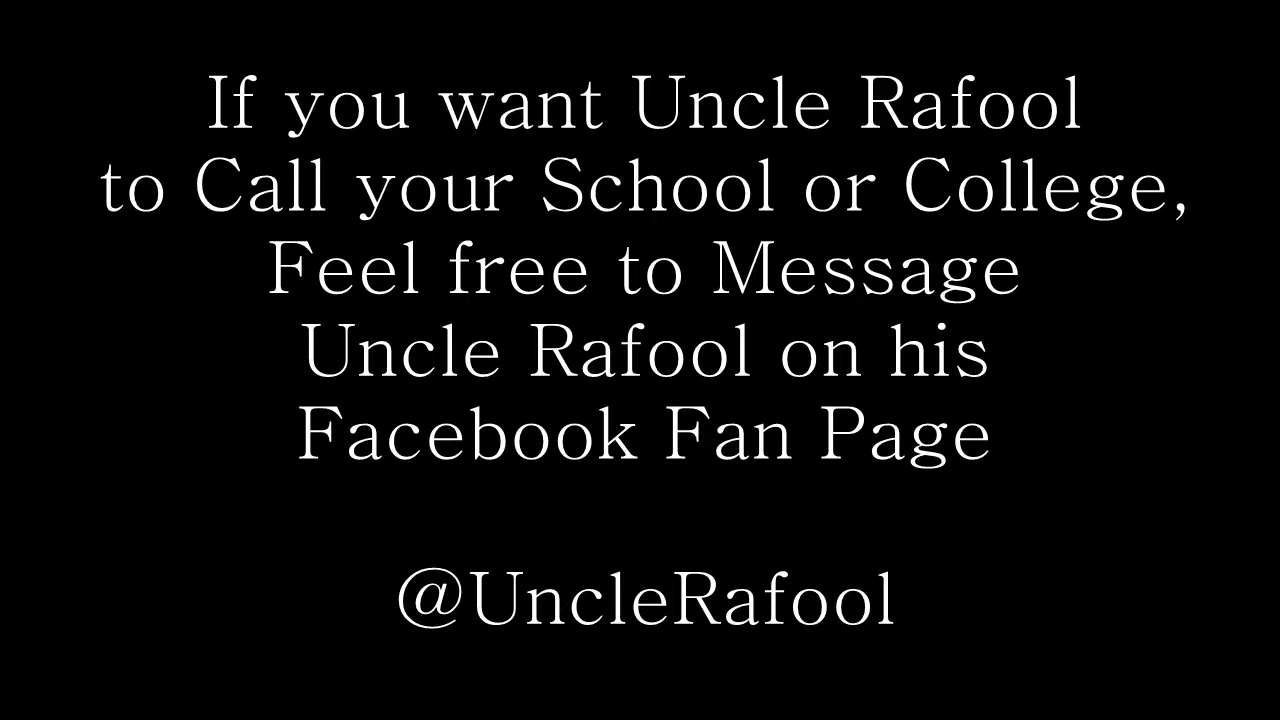 If you want Uncle Rafool
to Call your School or College,
Feel free to Message
Uncle Rafool on his
Facebook Fan Page
@UncleRafool